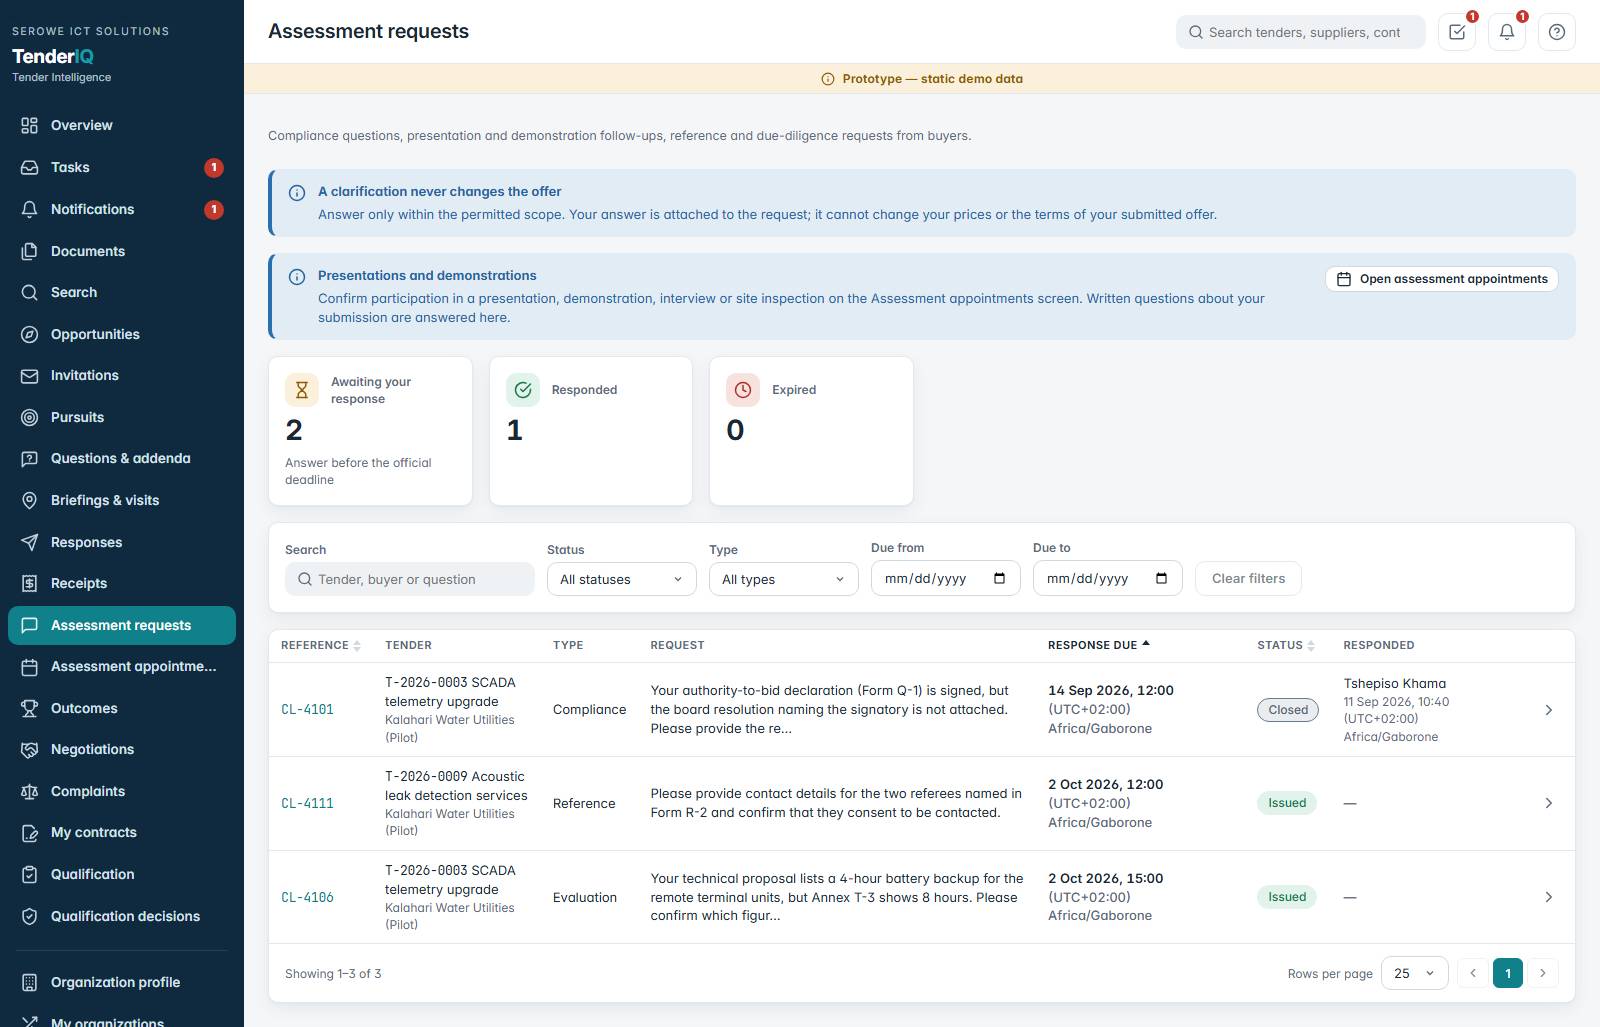 SEROWE ICT SOLUTIONS
TenderIQ
Tender Intelligence
Overview
Tasks 1
Notifications 1
Documents
Search
Opportunities
Invitations
Pursuits
Questions & addenda
Briefings & visits
Responses
Receipts
Assessment requests
Assessment appointme...
Outcomes
Negotiations
Complaints
My contracts
Qualification
Qualification decisions
Organization profile
My organizations
Assessment requests
Search tenders, suppliers, cont
1
1
Prototype — static demo data
Compliance questions, presentation and demonstration follow-ups, reference and due-diligence requests from buyers.
A clarification never changes the offer
Answer only within the permitted scope. Your answer is attached to the request; it cannot change your prices or the terms of your submitted offer.
Presentations and demonstrations
Confirm participation in a presentation, demonstration, interview or site inspection on the Assessment appointments screen. Written questions about your
submission are answered here.
Open assessment appointments
Awaiting your
response
2
Answer before the official
deadline
Responded
1
Expired
0
Search
Tender, buyer or question
Status
All statuses
Type
All types
Due from
mm/dd/yyyy
Due to
mm/dd/yyyy
Clear filters
REFERENCE TENDER TYPE REQUEST RESPONSE DUE STATUS RESPONDED
CL-4101
T-2026-0003 SCADA
telemetry upgrade
Kalahari Water Utilities
(Pilot)
Compliance
Your authority-to-bid declaration (Form Q-1) is signed, but
the board resolution naming the signatory is not attached.
Please provide the re...
14 Sep 2026, 12:00
(UTC+02:00)
Africa/Gaborone
Closed
Tshepiso Khama
11 Sep 2026, 10:40
(UTC+02:00)
Africa/Gaborone
CL-4111
T-2026-0009 Acoustic
leak detection services
Kalahari Water Utilities
(Pilot)
Reference
Please provide contact details for the two referees named in
Form R-2 and confirm that they consent to be contacted.
2 Oct 2026, 12:00
(UTC+02:00)
Africa/Gaborone
Issued
—
CL-4106
T-2026-0003 SCADA
telemetry upgrade
Kalahari Water Utilities
(Pilot)
Evaluation
Your technical proposal lists a 4-hour battery backup for the
remote terminal units, but Annex T-3 shows 8 hours. Please
confirm which figur...
2 Oct 2026, 15:00
(UTC+02:00)
Africa/Gaborone
Issued
—
Showing 1–3 of 3
Rows per page 25 1